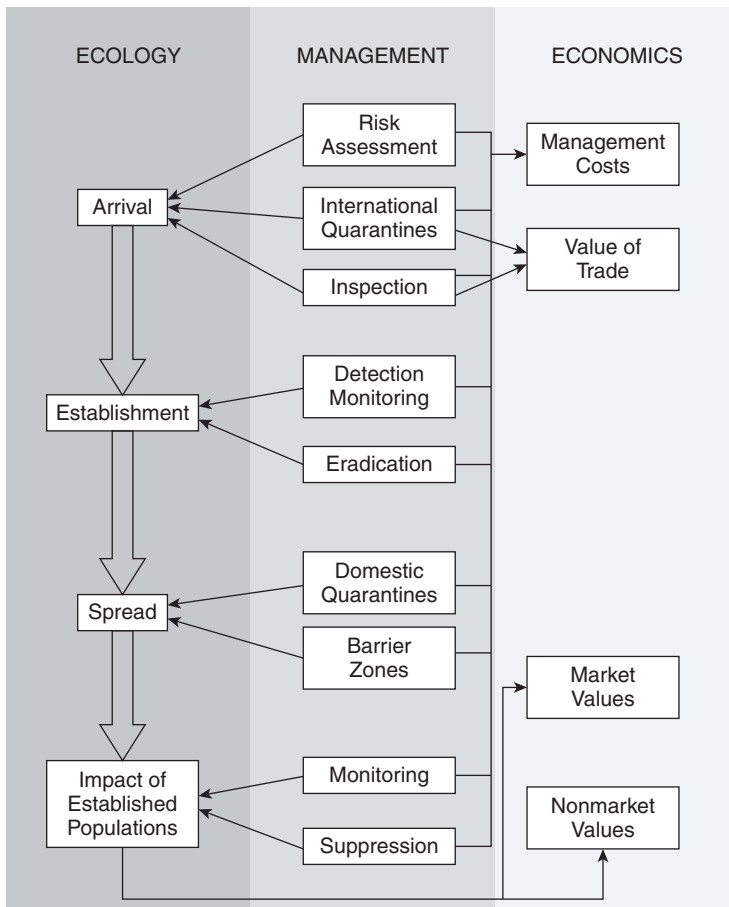 ECOLOGY
MANAGEMENT
ECONOMICS
Risk
Assessment
Management
Costs
Arrival
International
Quarantines
Value of
Trade
Inspection
Detection
Monitoring
Establishment
Eradication
Domestic
Quarantines
Spread
Barrier
Zones
Market
Values
Impact of
Established
Populations
Monitoring
Nonmarket
Values
Suppression